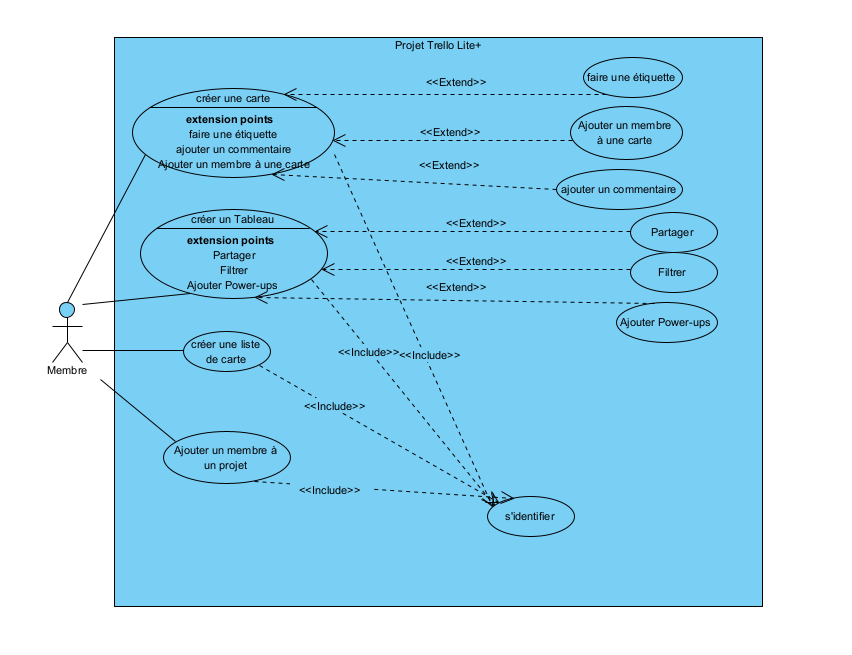 Projet Trello Lite+
créer une carte
extension points
faire une étiquette
ajouter un commentaire
Ajouter un membre à une carte
<<Extend>>
faire une étiquette
<<Extend>>
Ajouter un membre
à une carte
<<Extend>>
ajouter un commentaire
créer un Tableau
extension points
Partager
Filtrer
Ajouter Power-ups
<<Extend>>
Partager
<<Extend>>
Filtrer
<<Extend>>
Ajouter Power-ups
Membre
créer une liste
de carte
<<Include>>
<<Include>>
<<Include>>
Ajouter un membre à
un projet
<<Include>>
s'identifier